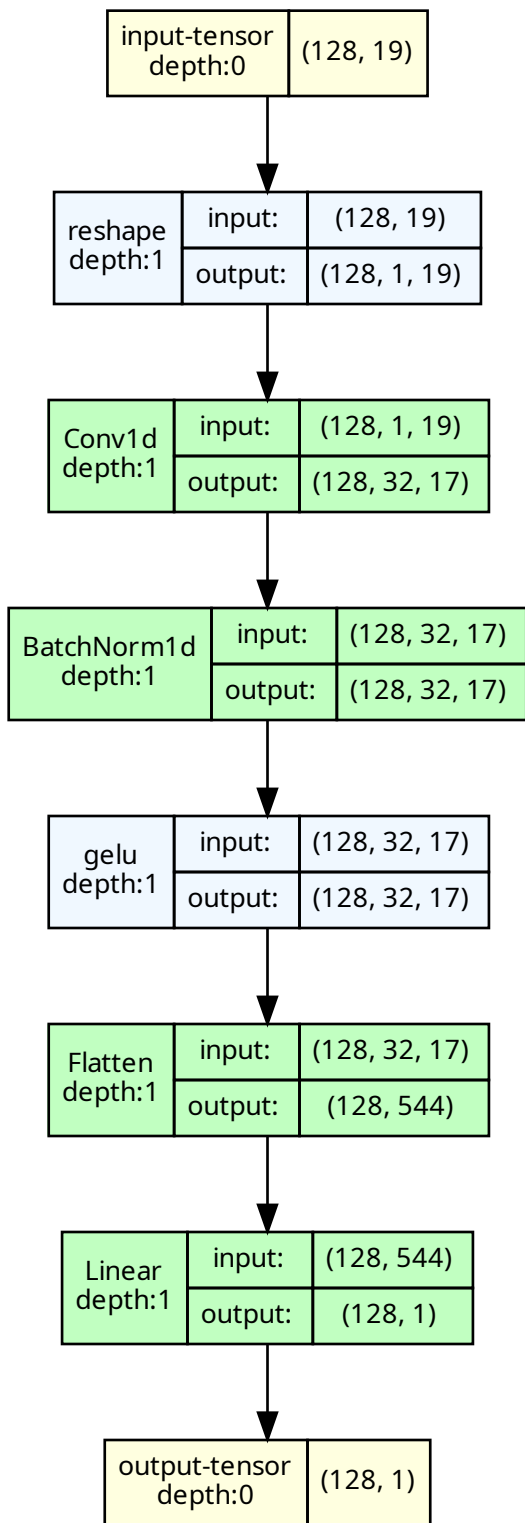 input-tensor
depth:0
(128, 19)
reshape
depth:1
input:
(128, 19)
output:
(128, 1, 19)
Conv1d
depth:1
input:
(128, 1, 19)
output:
(128, 32, 17)
BatchNorm1d
depth:1
input:
(128, 32, 17)
output:
(128, 32, 17)
gelu
depth:1
input:
(128, 32, 17)
output:
(128, 32, 17)
Flatten
depth:1
input:
(128, 32, 17)
output:
(128, 544)
Linear
depth:1
input:
(128, 544)
output:
(128, 1)
output-tensor
depth:0
(128, 1)